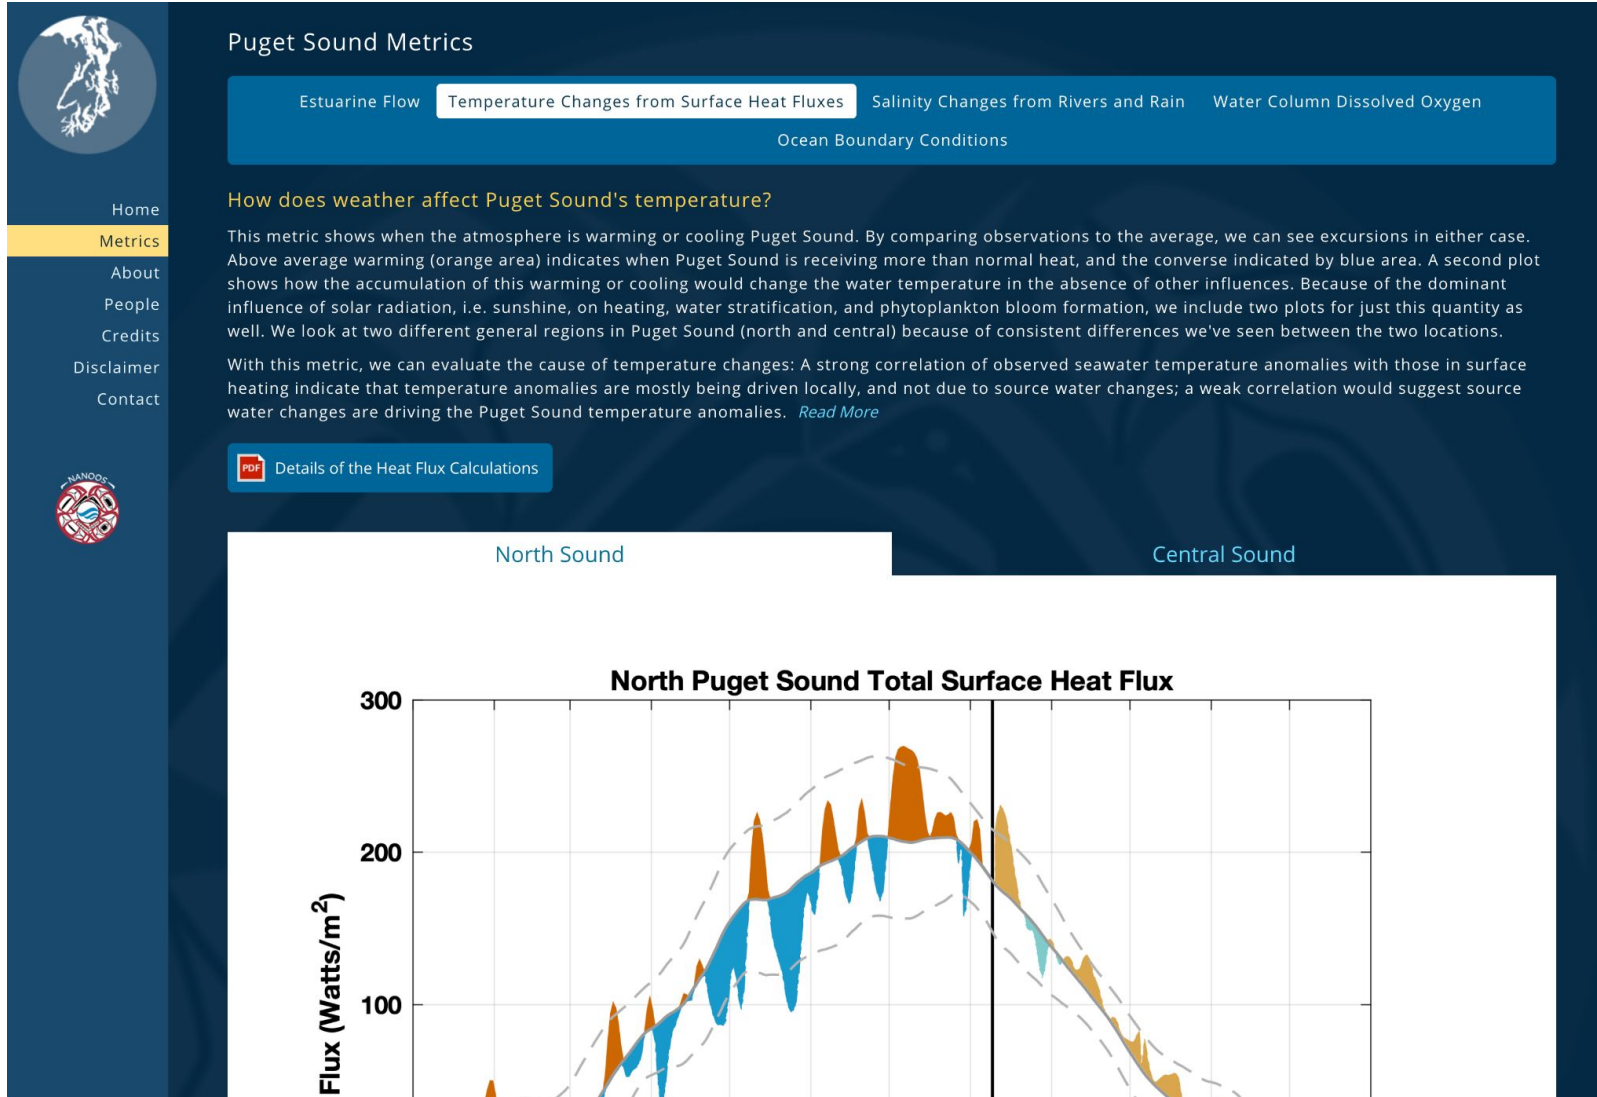 Puget Sound Metrics
Estuarine Flow
Temperature Changes from Surface Heat Fluxes
Salinity Changes from Rivers and Rain
Water Column Dissolved Oxygen
Ocean Boundary Conditions
Home
Metrics
About
People
Credits
Disclaimer
Contact
NANOOS
How does weather affect Puget Sound's temperature?
This metric shows when the atmosphere is warming or cooling Puget Sound. By comparing observations to the average, we can see excursions in either case.
Above average warming (orange area) indicates when Puget Sound is receiving more than normal heat, and the converse indicated by blue area. A second plot
shows how the accumulation of this warming or cooling would change the water temperature in the absence of other influences. Because of the dominant
influence of solar radiation, i.e. sunshine, on heating, water stratification, and phytoplankton bloom formation, we include two plots for just this quantity as
well. We look at two different general regions in Puget Sound (north and central) because of consistent differences we've seen between the two locations.
With this metric, we can evaluate the cause of temperature changes: A strong correlation of observed seawater temperature anomalies with those in surface
heating indicate that temperature anomalies are mostly being driven locally, and not due to source water changes; a weak correlation would suggest source
water changes are driving the Puget Sound temperature anomalies. Read More
PDF Details of the Heat Flux Calculations
North Sound
Central Sound
North Puget Sound Total Surface Heat Flux
300
200
100
Flux (Watts/m²)